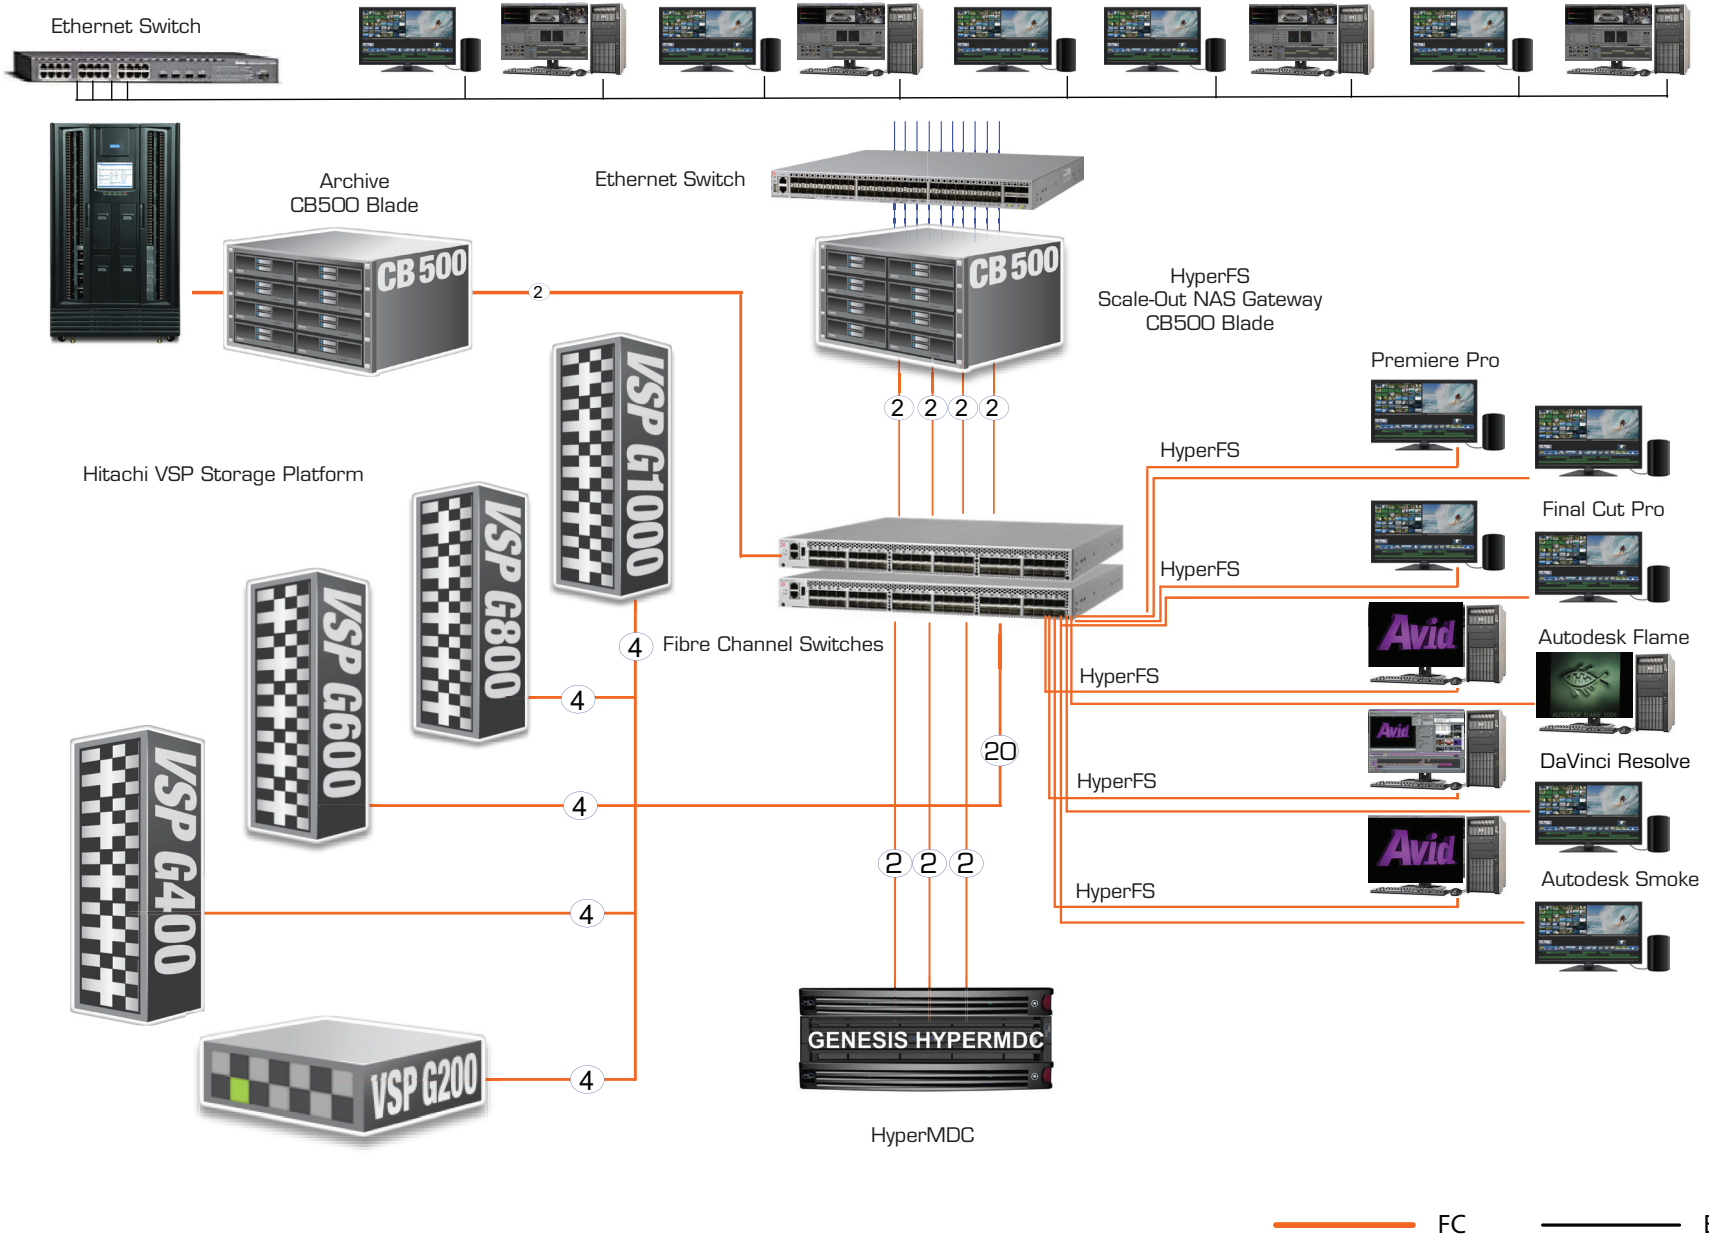 Ethernet Switch
Archive
CB500 Blade
Ethernet Switch
CB 500
CB 500
HyperFS
Scale-Out NAS Gateway
CB500 Blade
2
2
2
2
2
Premiere Pro
HyperFS
Hitachi VSP Storage Platform
VSP G1000
VSP G800
VSP G600
VSP G400
VSP G200
Final Cut Pro
HyperFS
Fibre Channel Switches
4
4
4
4
4
20
2
2
2
Avid
Autodesk Flame
HyperFS
AUTODESK FLAME
Avid
DaVinci Resolve
HyperFS
Avid
Autodesk Smoke
HyperFS
GENESIS HYPERMDC
HyperMDC
FC